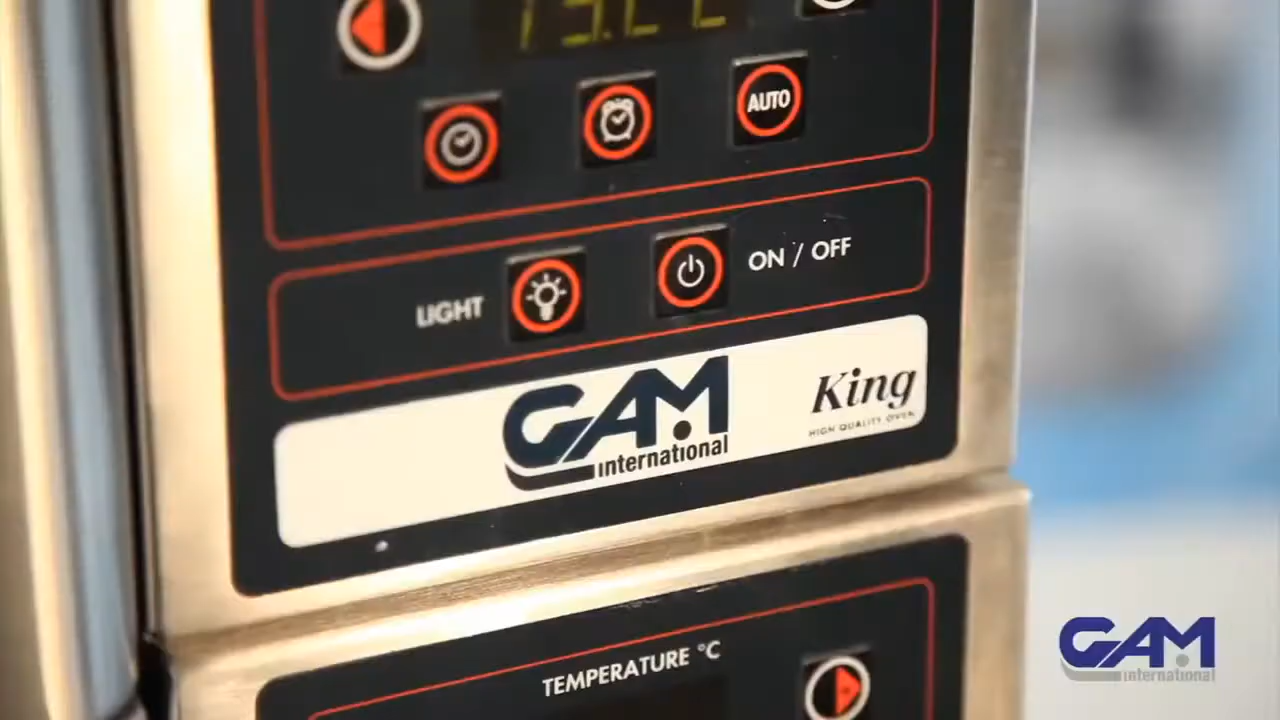 AUTO
LIGHT
ON / OFF
GAM
international
King
HIGH QUALITY OVEN
TEMPERATURE °C
GAM
international